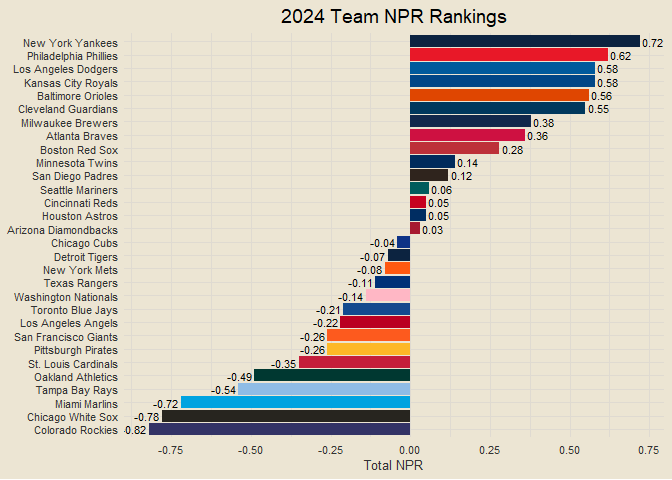 2024 Team NPR Rankings
New York Yankees 0.72
Philadelphia Phillies 0.62
Los Angeles Dodgers 0.58
Kansas City Royals 0.58
Baltimore Orioles 0.56
Cleveland Guardians 0.55
Milwaukee Brewers 0.38
Atlanta Braves 0.36
Boston Red Sox 0.28
Minnesota Twins 0.14
San Diego Padres 0.12
Seattle Mariners 0.06
Cincinnati Reds 0.05
Houston Astros 0.05
Arizona Diamondbacks 0.03
Chicago Cubs -0.04
Detroit Tigers -0.07
New York Mets -0.08
Texas Rangers -0.11
Washington Nationals -0.14
Toronto Blue Jays -0.21
Los Angeles Angels -0.22
San Francisco Giants -0.26
Pittsburgh Pirates -0.26
St. Louis Cardinals -0.35
Oakland Athletics -0.49
Tampa Bay Rays -0.54
Miami Marlins -0.72
Chicago White Sox -0.78
Colorado Rockies -0.82
-0.75 -0.50 -0.25 0.00 0.25 0.50 0.75
Total NPR